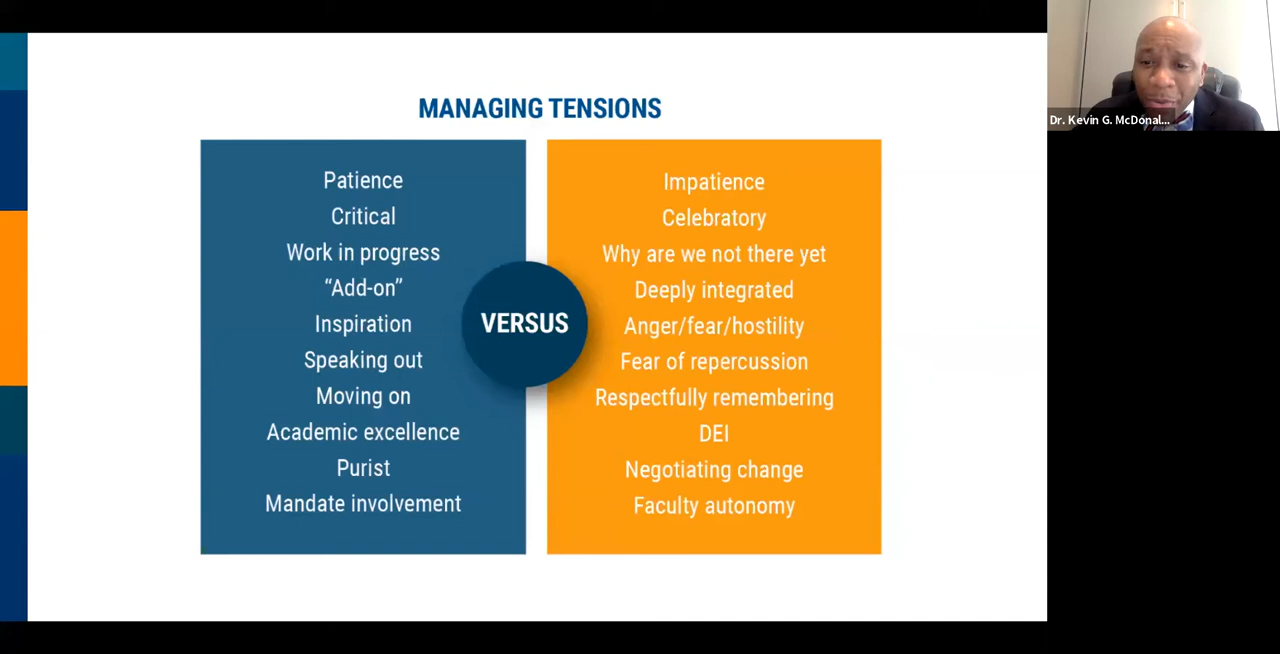 MANAGING TENSIONS
Patience
Critical
Work in progress
“Add-on”
Inspiration
Speaking out
Moving on
Academic excellence
Purist
Mandate involvement
VERSUS
Impatience
Celebratory
Why are we not there yet
Deeply integrated
Anger/fear/hostility
Fear of repercussion
Respectfully remembering
DEI
Negotiating change
Faculty autonomy
Dr. Kevin G. McDonal...